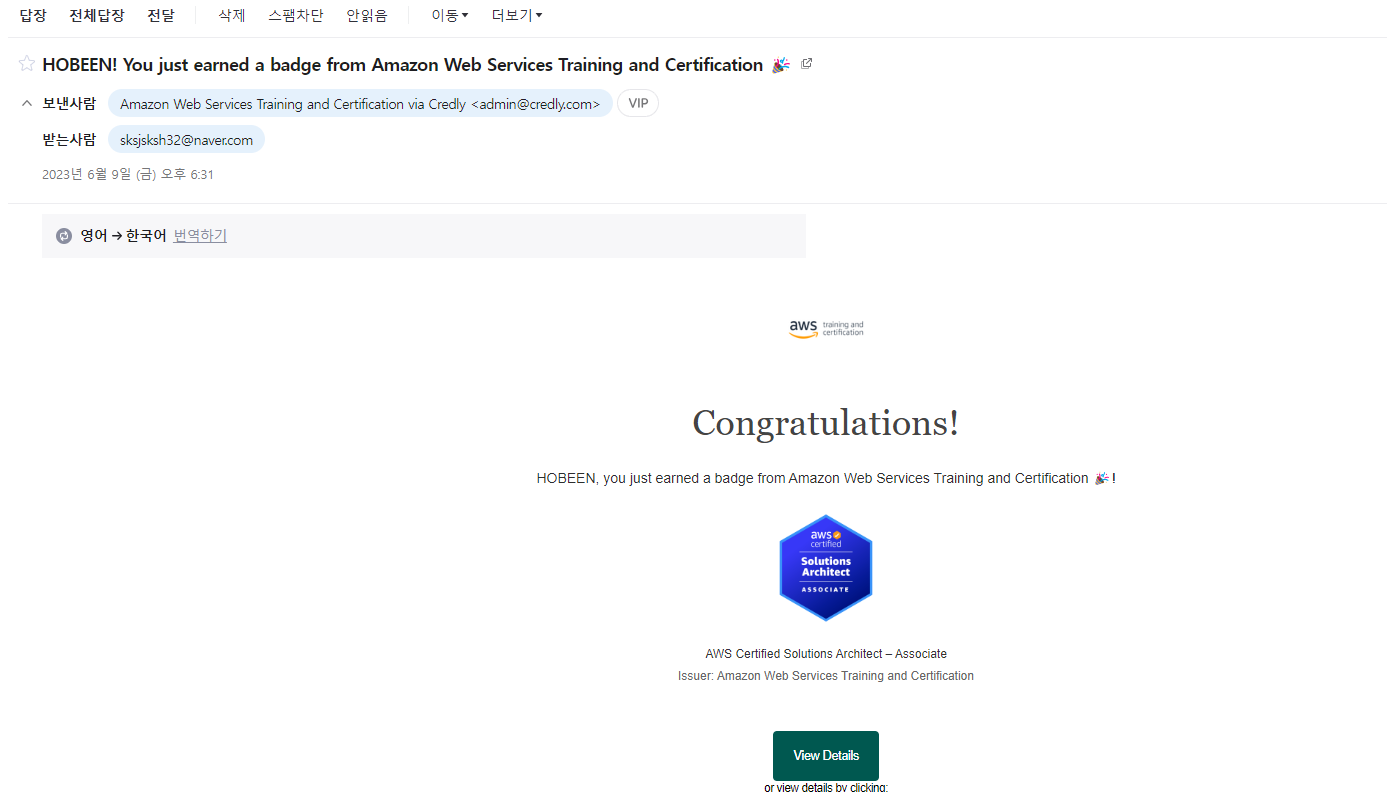 답장 전체답장 전달 삭제 스팸차단 안읽음 이동 더보기
HOBEEN! You just earned a badge from Amazon Web Services Training and Certification 🎉
보낸사람 Amazon Web Services Training and Certification via Credly <admin@credly.com> VIP
받는사람 sksjsksh32@naver.com
2023년 6월 9일 (금) 오후 6:31
영어 → 한국어 번역하기
aws training and
certification
Congratulations!
HOBEEN, you just earned a badge from Amazon Web Services Training and Certification 🎉!
aws
certified
Solutions
Architect
ASSOCIATE
AWS Certified Solutions Architect – Associate
Issuer: Amazon Web Services Training and Certification
View Details
or view details by clicking: